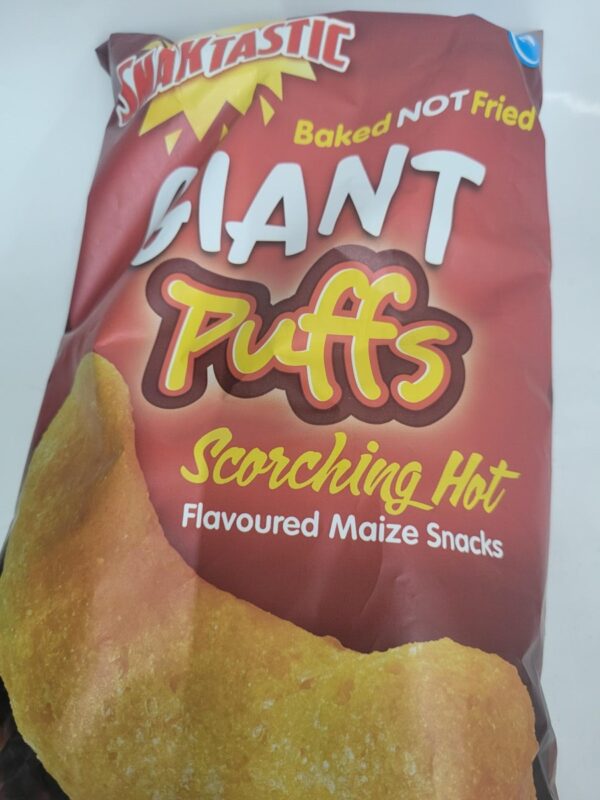 SNAKTASTIC
Baked NOT Fried
GIANT
Puffs
Scorching Hot
Flavoured Maize Snacks